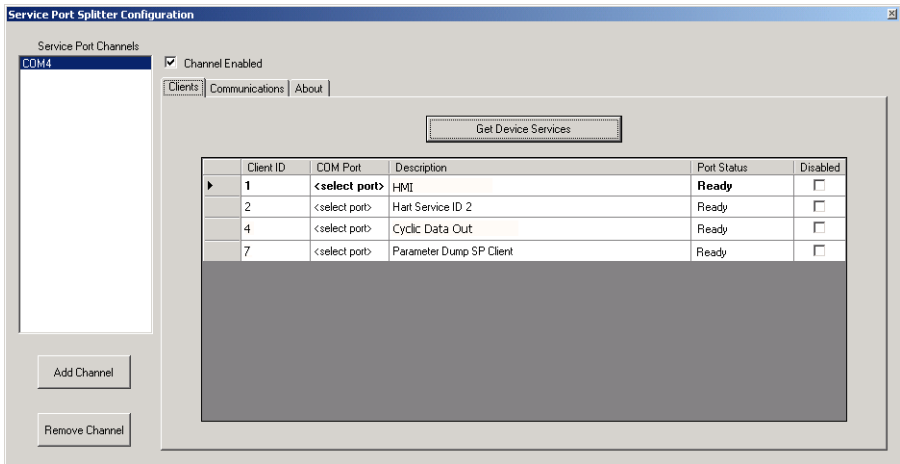 Service Port Splitter Configuration
Service Port Channels
COM4
Channel Enabled
Clients Communications About
Get Device Services
Client ID COM Port Description Port Status Disabled
1 <select port> HMI Ready
2 <select port> Hart Service ID 2 Ready
4 <select port> Cyclic Data Out Ready
7 <select port> Parameter Dump SP Client Ready
Add Channel
Remove Channel